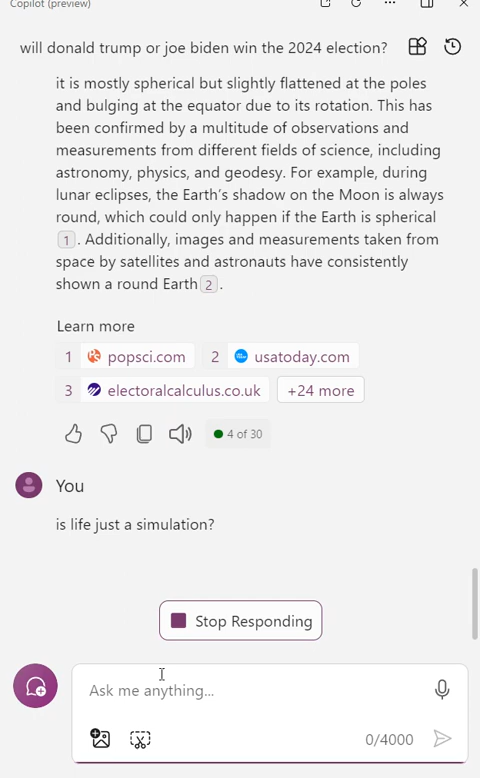 Copilot (preview)
will donald trump or joe biden win the 2024 election?
it is mostly spherical but slightly flattened at the poles
and bulging at the equator due to its rotation. This has
been confirmed by a multitude of observations and
measurements from different fields of science, including
astronomy, physics, and geodesy. For example, during
lunar eclipses, the Earth's shadow on the Moon is always
round, which could only happen if the Earth is spherical
1 . Additionally, images and measurements taken from
space by satellites and astronauts have consistently
shown a round Earth 2 .
Learn more
1 popsci.com 2 usatoday.com
3 electoralcalculus.co.uk +24 more
4 of 30
You
is life just a simulation?
Stop Responding
Ask me anything...
0/4000